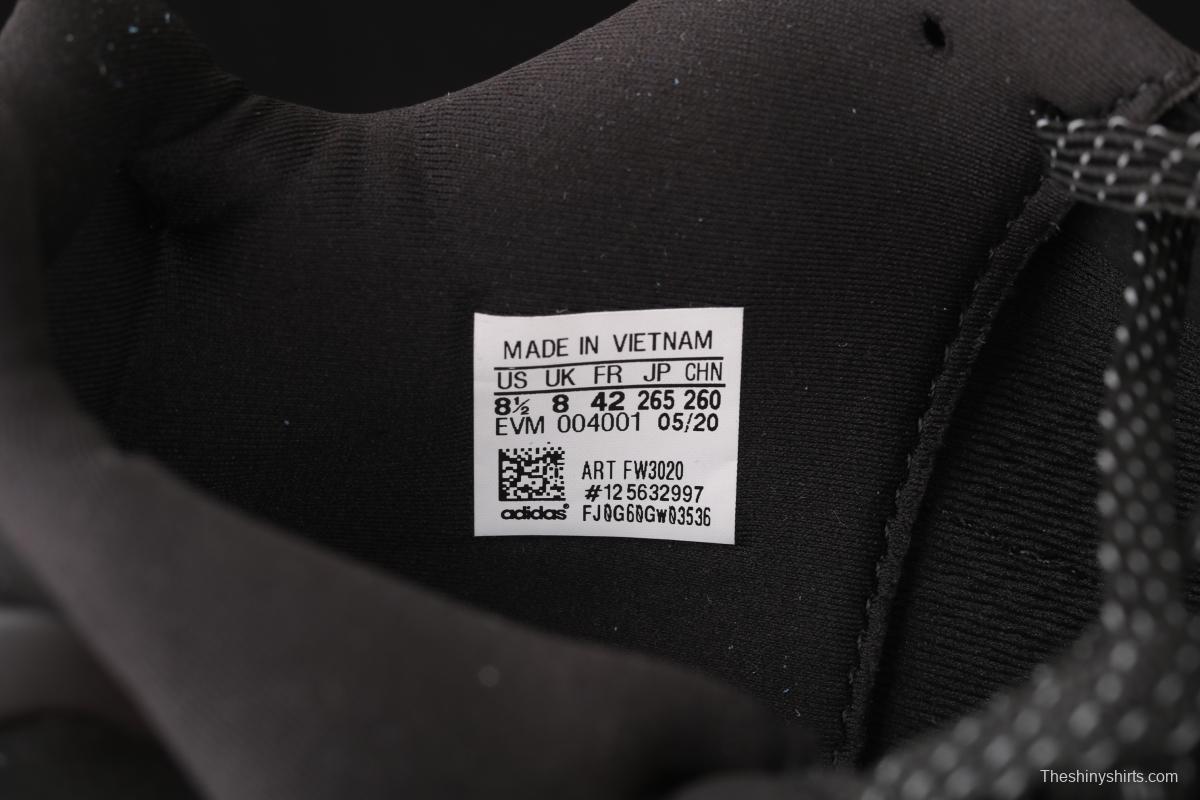 MADE IN VIETNAM
US UK FR JP CHN
8½ 8 42 265 260
EVM 004001 05/20
ART FW3020
#125632997
adidas®
FJ0G60GW03536
Theshinyshirts.com